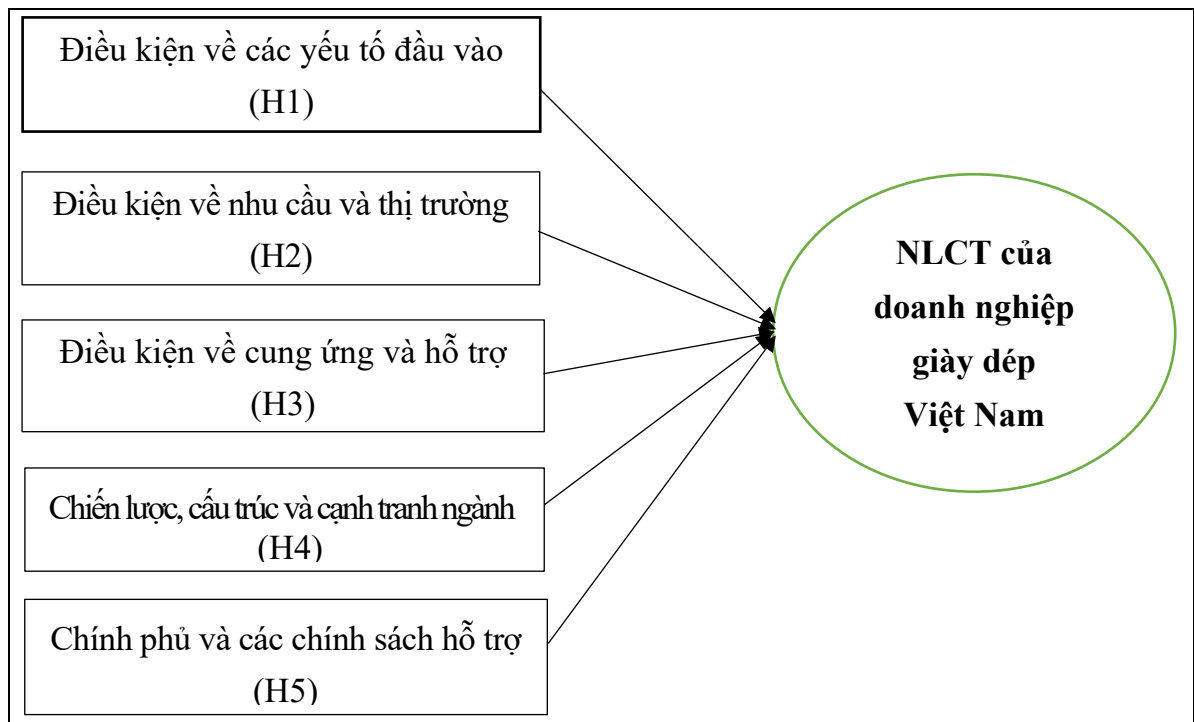 Điều kiện về các yếu tố đầu vào
(H1)
Điều kiện về nhu cầu và thị trường
(H2)
Điều kiện về cung ứng và hỗ trợ
(H3)
Chiến lược, cấu trúc và cạnh tranh ngành
(H4)
Chính phủ và các chính sách hỗ trợ
(H5)
NLCT của
doanh nghiệp
giày dép
Việt Nam